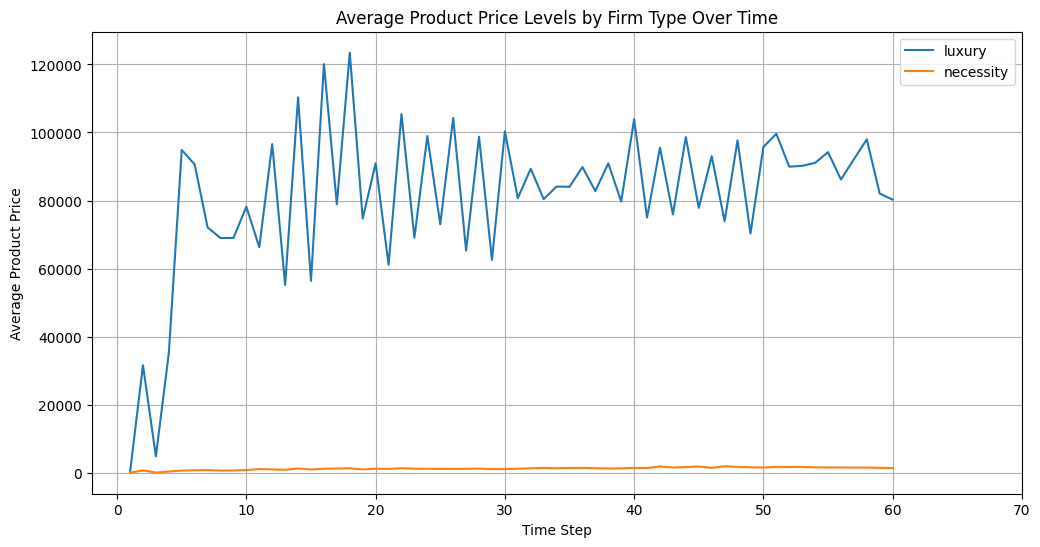 Average Product Price Levels by Firm Type Over Time
luxury
necessity
Average Product Price
120000
100000
80000
60000
40000
20000
0
0 10 20 30 40 50 60 70
Time Step